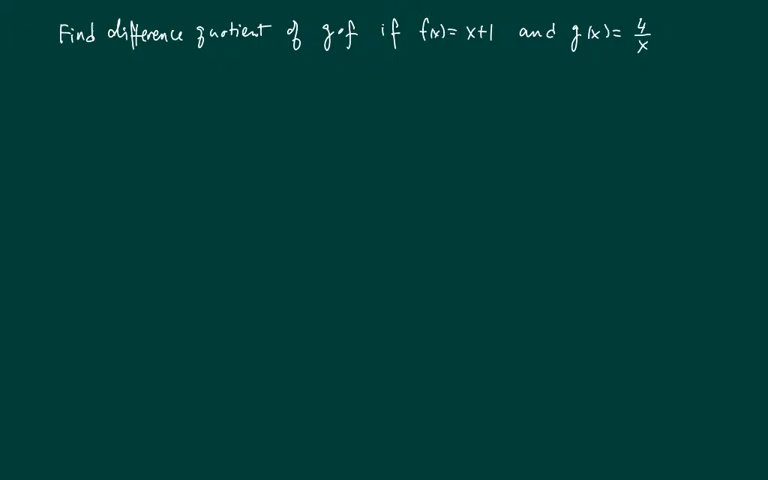 Find difference quotient of g∘f if f(x) = x+1 and g(x) = 4/x